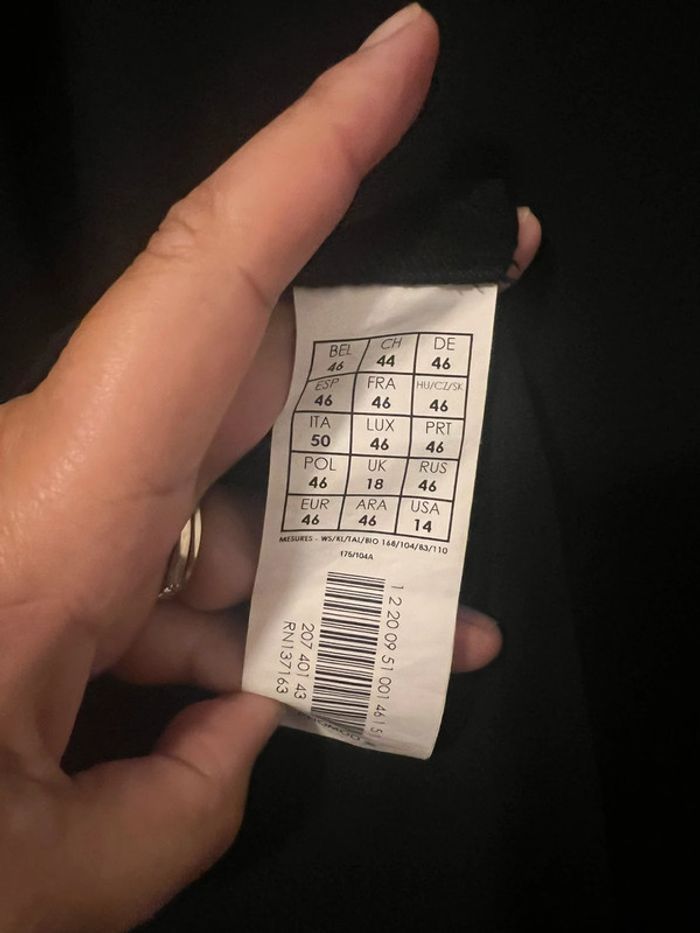 BEL CH DE
46 44 46
ESP FRA HU/CZ/SK
46 46 46
ITA LUX PRT
50 46 46
POL UK RUS
46 18 46
EUR ARA USA
46 46 14
MESURES - WS/KL/TAL/BIO 168/104/83/110
175/104A
1 2 20 09 51 001 46 1 51
207 401 43
RN137163